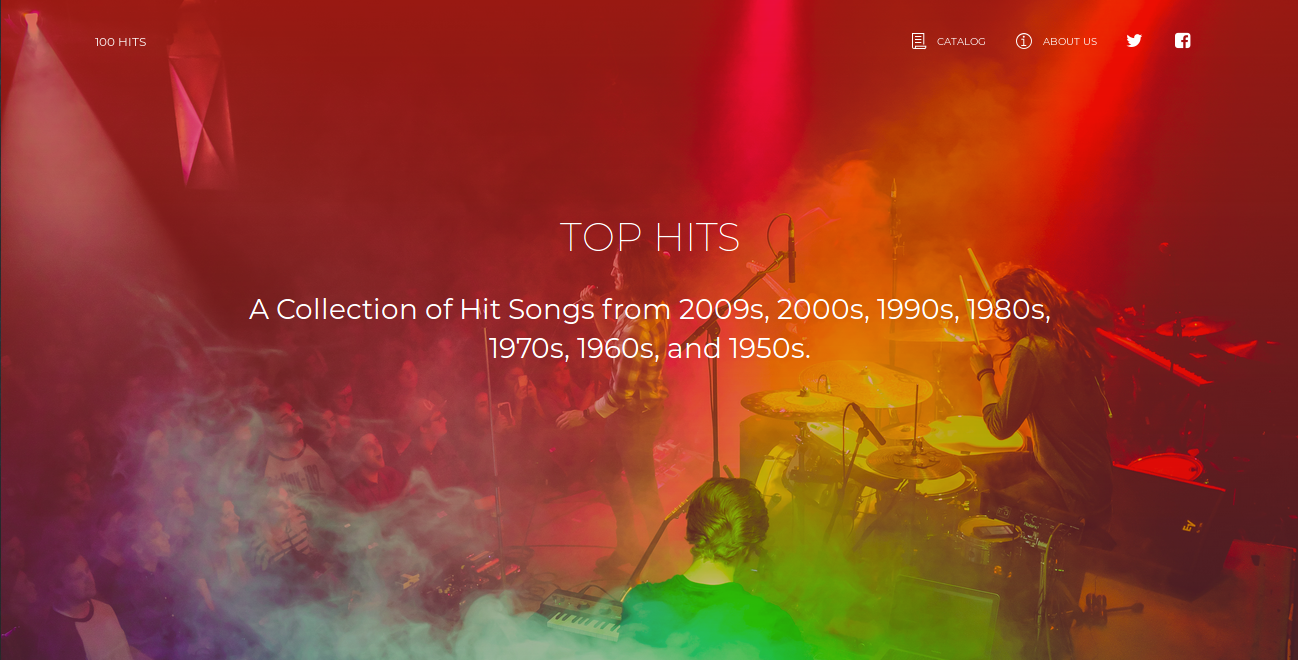 100 HITS
CATALOG
ABOUT US
TOP HITS
A Collection of Hit Songs from 2009s, 2000s, 1990s, 1980s,
1970s, 1960s, and 1950s.
EV